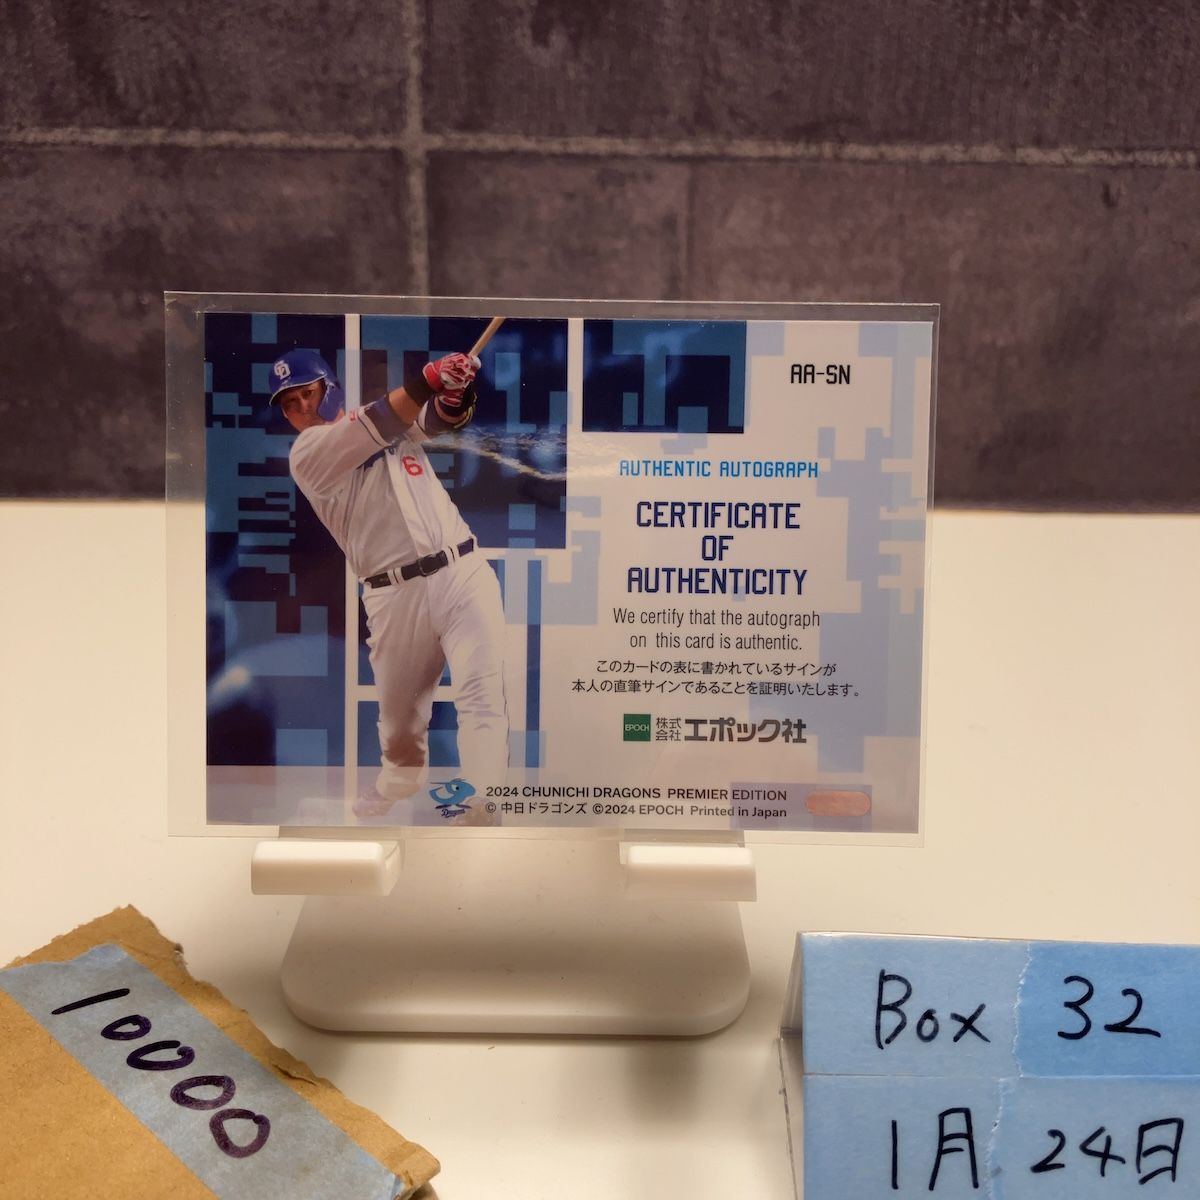 CD
6
AA-SN
AUTHENTIC AUTOGRAPH
CERTIFICATE
OF
AUTHENTICITY
We certify that the autograph
on this card is authentic.
このカードの表に書かれているサインが
本人の直筆サインであることを証明いたします。
EPOCH 株式会社エポック社
Dragons
2024 CHUNICHI DRAGONS PREMIER EDITION
© 中日ドラゴンズ ©2024 EPOCH Printed in Japan
10000
Box 32
1月 24日